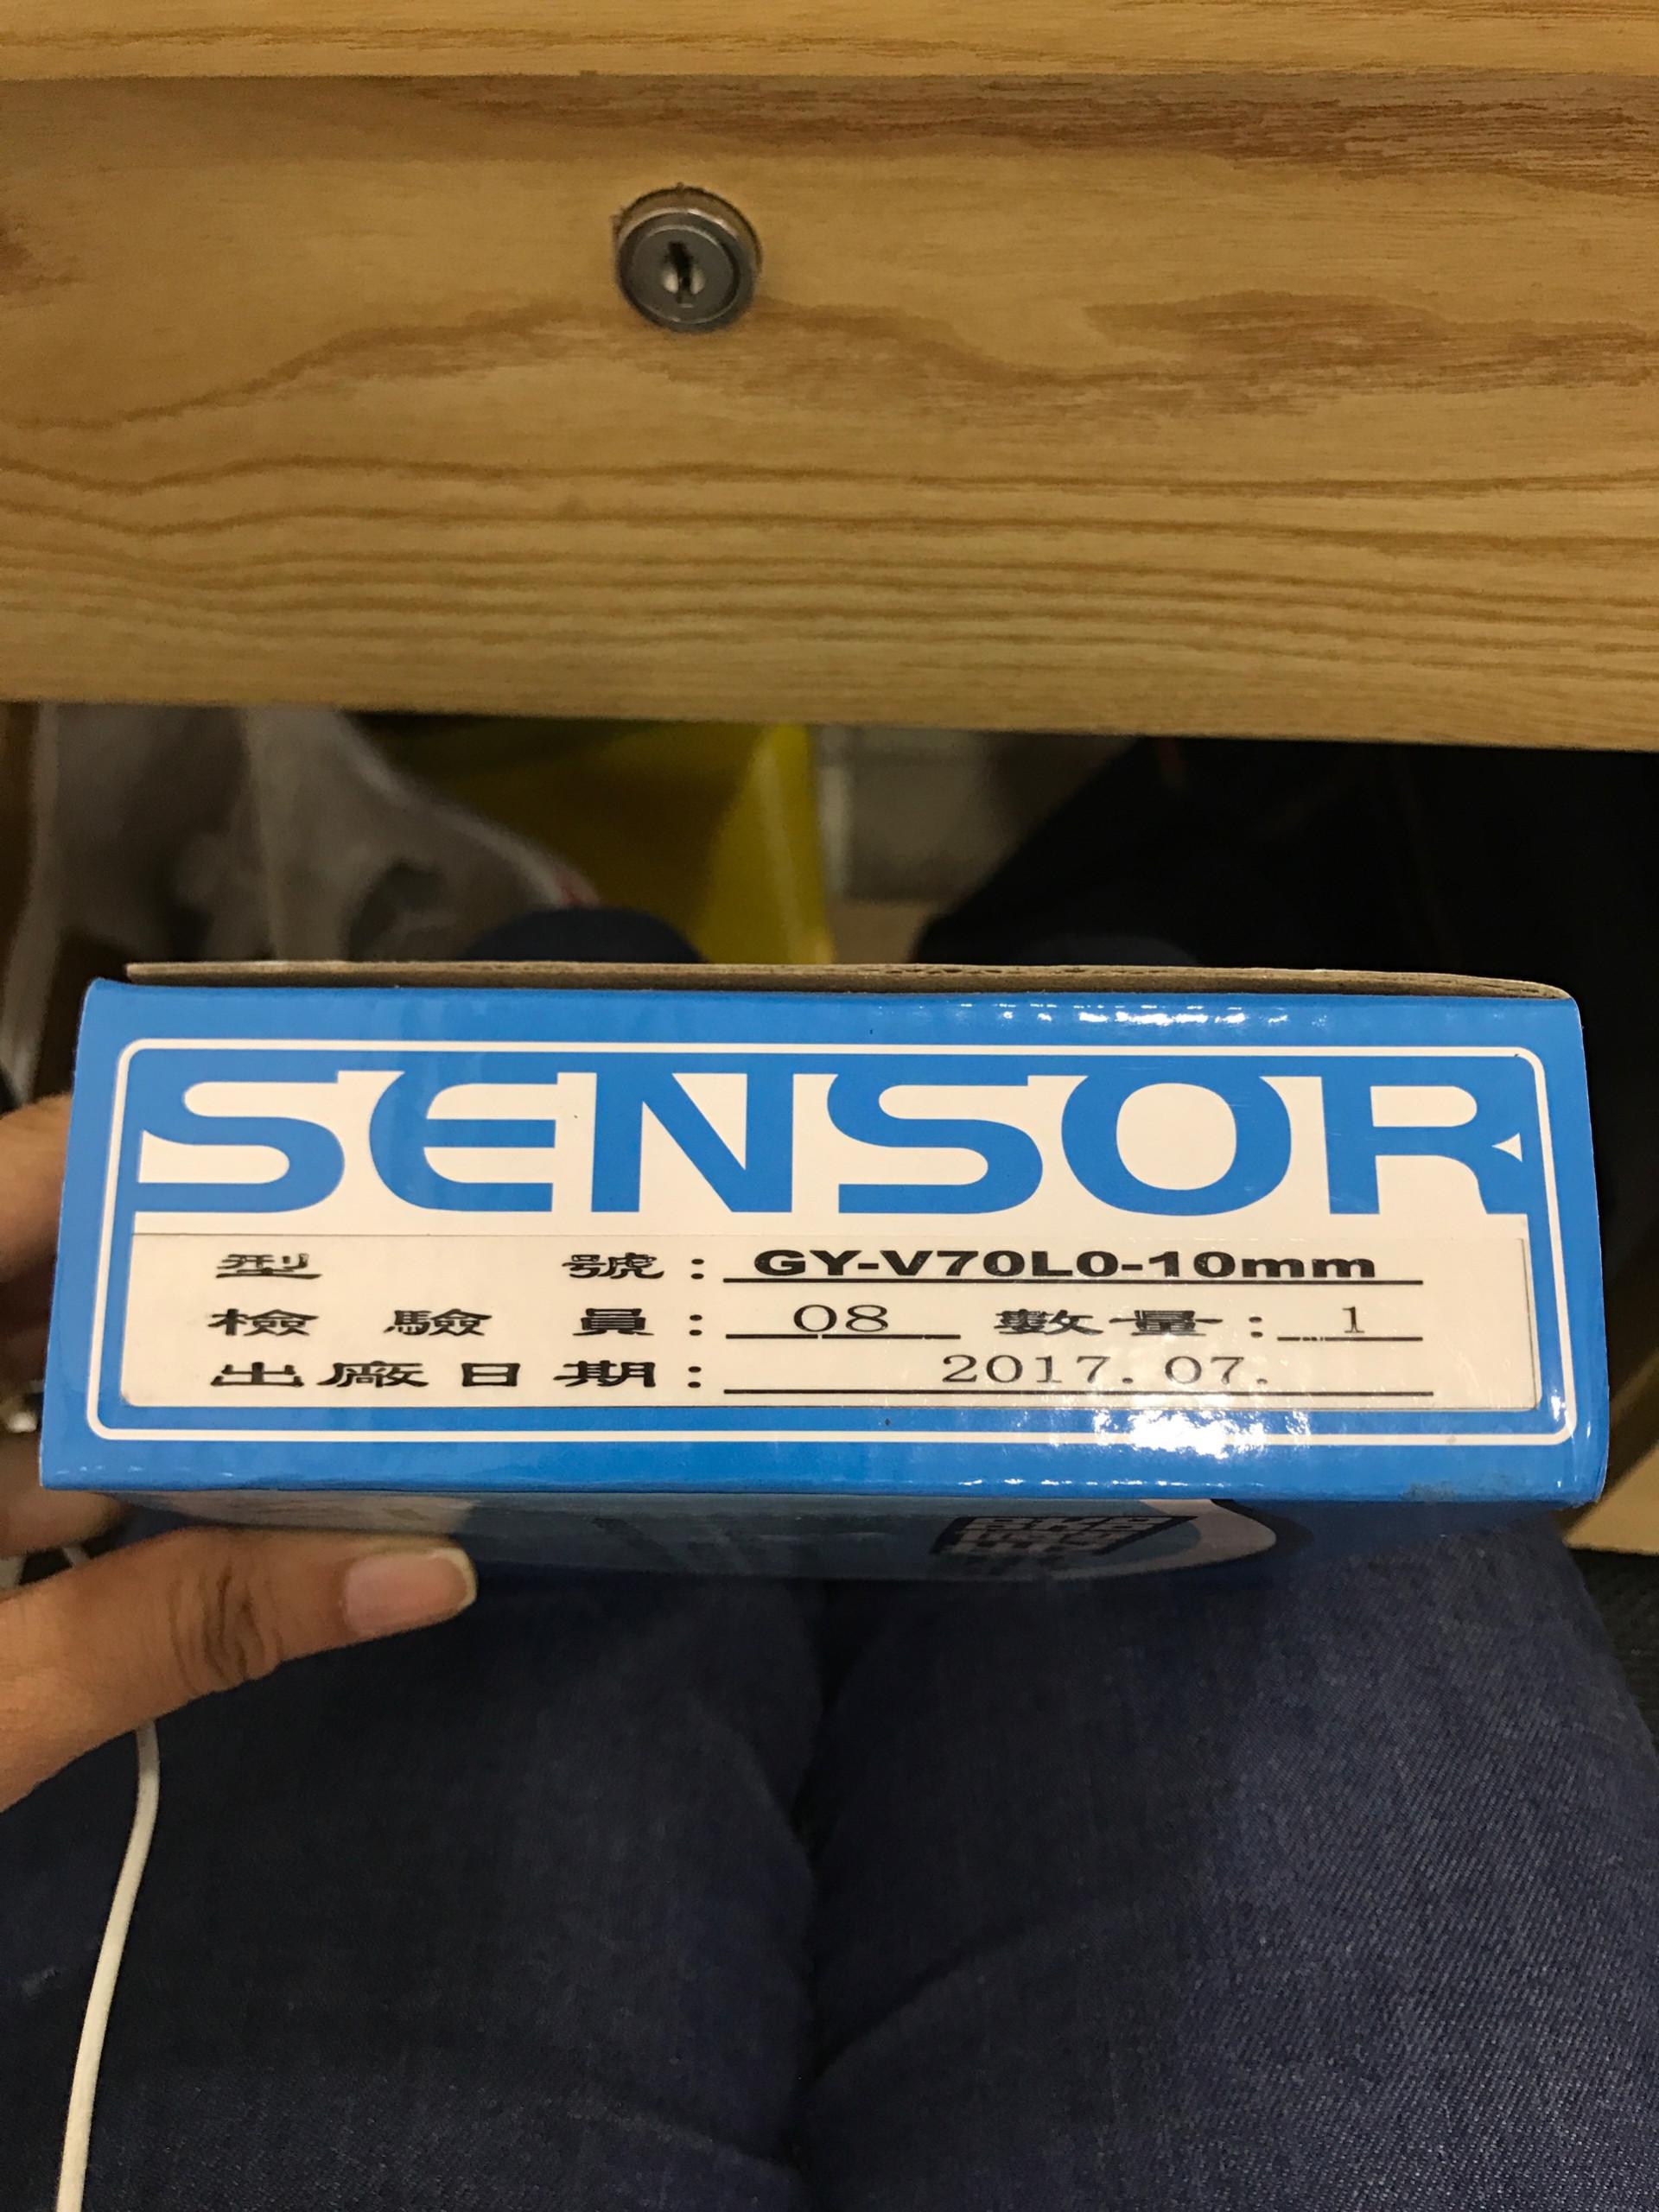 SENSOR
型 號：GY-V70L0-10mm
檢 驗 員：08 數量：1
出廠日期：2017.07.